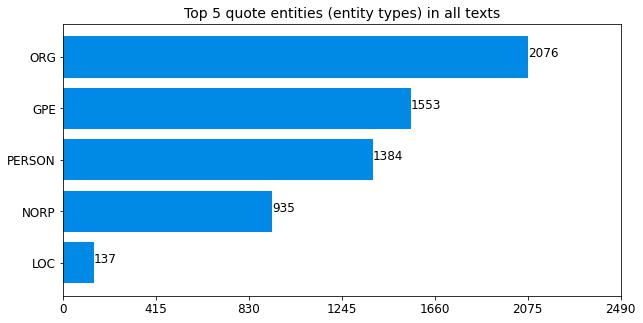 Top 5 quote entities (entity types) in all texts
ORG 2076
GPE 1553
PERSON 1384
NORP 935
LOC 137
0 415 830 1245 1660 2075 2490